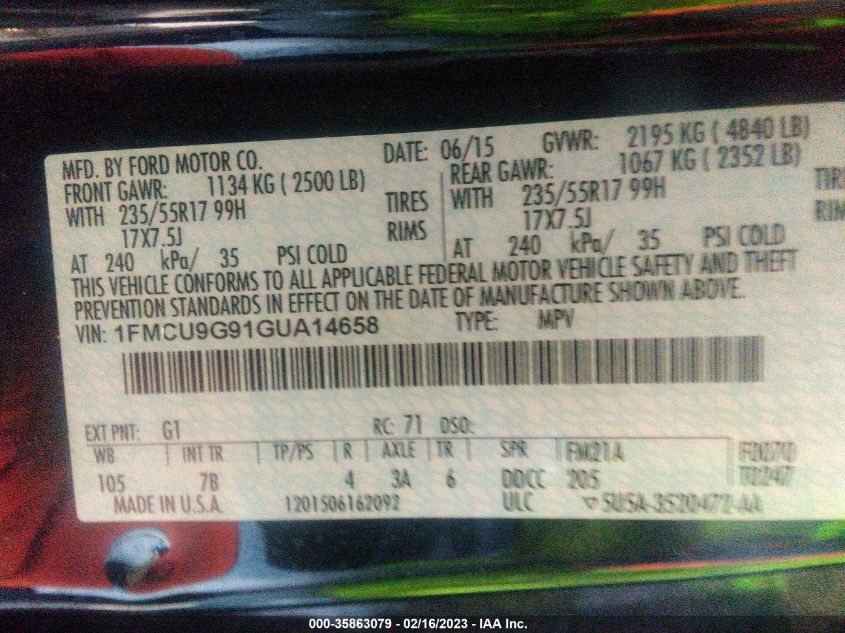 MFD. BY FORD MOTOR CO. DATE: 06/15 GVWR: 2195 KG ( 4840 LB)
FRONT GAWR: 1134 KG ( 2500 LB) REAR GAWR: 1067 KG ( 2352 LB)
WITH 235/55R17 99H TIRES WITH 235/55R17 99H TIRE
17X7.5J RIMS 17X7.5J RIM
AT 240 kPa/ 35 PSI COLD AT 240 kPa/ 35 PSI COLD
THIS VEHICLE CONFORMS TO ALL APPLICABLE FEDERAL MOTOR VEHICLE SAFETY AND THEFT
PREVENTION STANDARDS IN EFFECT ON THE DATE OF MANUFACTURE SHOWN ABOVE.
VIN: 1FMCU9G91GUA14658 TYPE: MPV
EXT PNT: G1 RC: 71 DSO:
WB INT TR TP/PS R AXLE TR SPR FM21A
105 7B 4 3A 6 DDCC 205
MADE IN U.S.A. 1201506162092 ULC
000-35863079 - 02/16/2023 - IAA Inc.